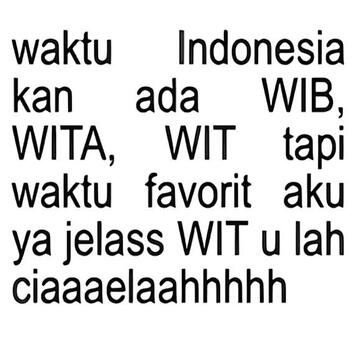 waktu Indonesia
kan ada WIB,
WITA, WIT tapi
waktu favorit aku
ya jelass WIT u lah
ciaaaelaahhhhh